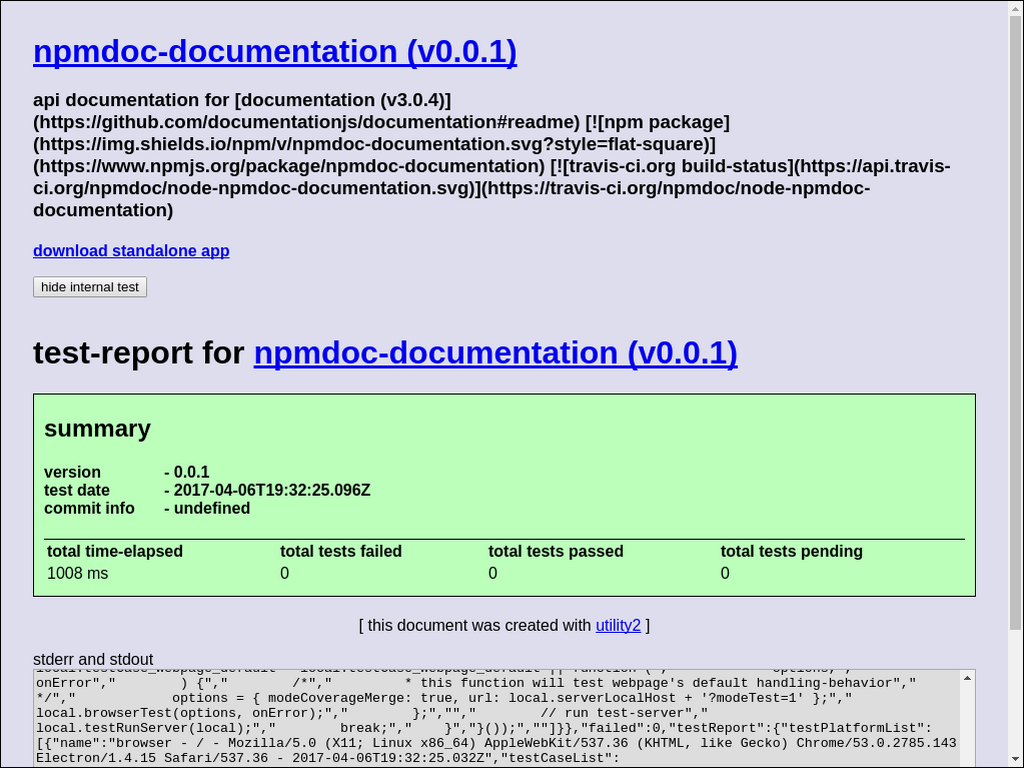 npmdoc-documentation (v0.0.1)
api documentation for [documentation (v3.0.4)]
(https://github.com/documentationjs/documentation#readme) [![npm package]
(https://img.shields.io/npm/v/npmdoc-documentation.svg?style=flat-square)]
(https://www.npmjs.org/package/npmdoc-documentation) [![travis-ci.org build-status](https://api.travis-
ci.org/npmdoc/node-npmdoc-documentation.svg)](https://travis-ci.org/npmdoc/node-npmdoc-
documentation)
download standalone app
hide internal test
test-report for npmdoc-documentation (v0.0.1)
summary
version - 0.0.1
test date - 2017-04-06T19:32:25.096Z
commit info - undefined
total time-elapsed total tests failed total tests passed total tests pending
1008 ms 0 0 0
[ this document was created with utility2 ]
stderr and stdout
local.testCase_webpage_default = local.testCase_webpage_default || function ("," options,","
onError"," ) {"," /*"," * this function will test webpage's default handling-behavior","
*/"," options = { modeCoverageMerge: true, url: local.serverLocalHost + '?modeTest=1' };","
local.browserTest(options, onError);"," };",""," // run test-server","
local.testRunServer(local);"," break;"," }","}());",""]}},"failed":0,"testReport":{"testPlatformList":
[{"name":"browser - / - Mozilla/5.0 (X11; Linux x86_64) AppleWebKit/537.36 (KHTML, like Gecko) Chrome/53.0.2785.143
Electron/1.4.15 Safari/537.36 - 2017-04-06T19:32:25.032Z","testCaseList":